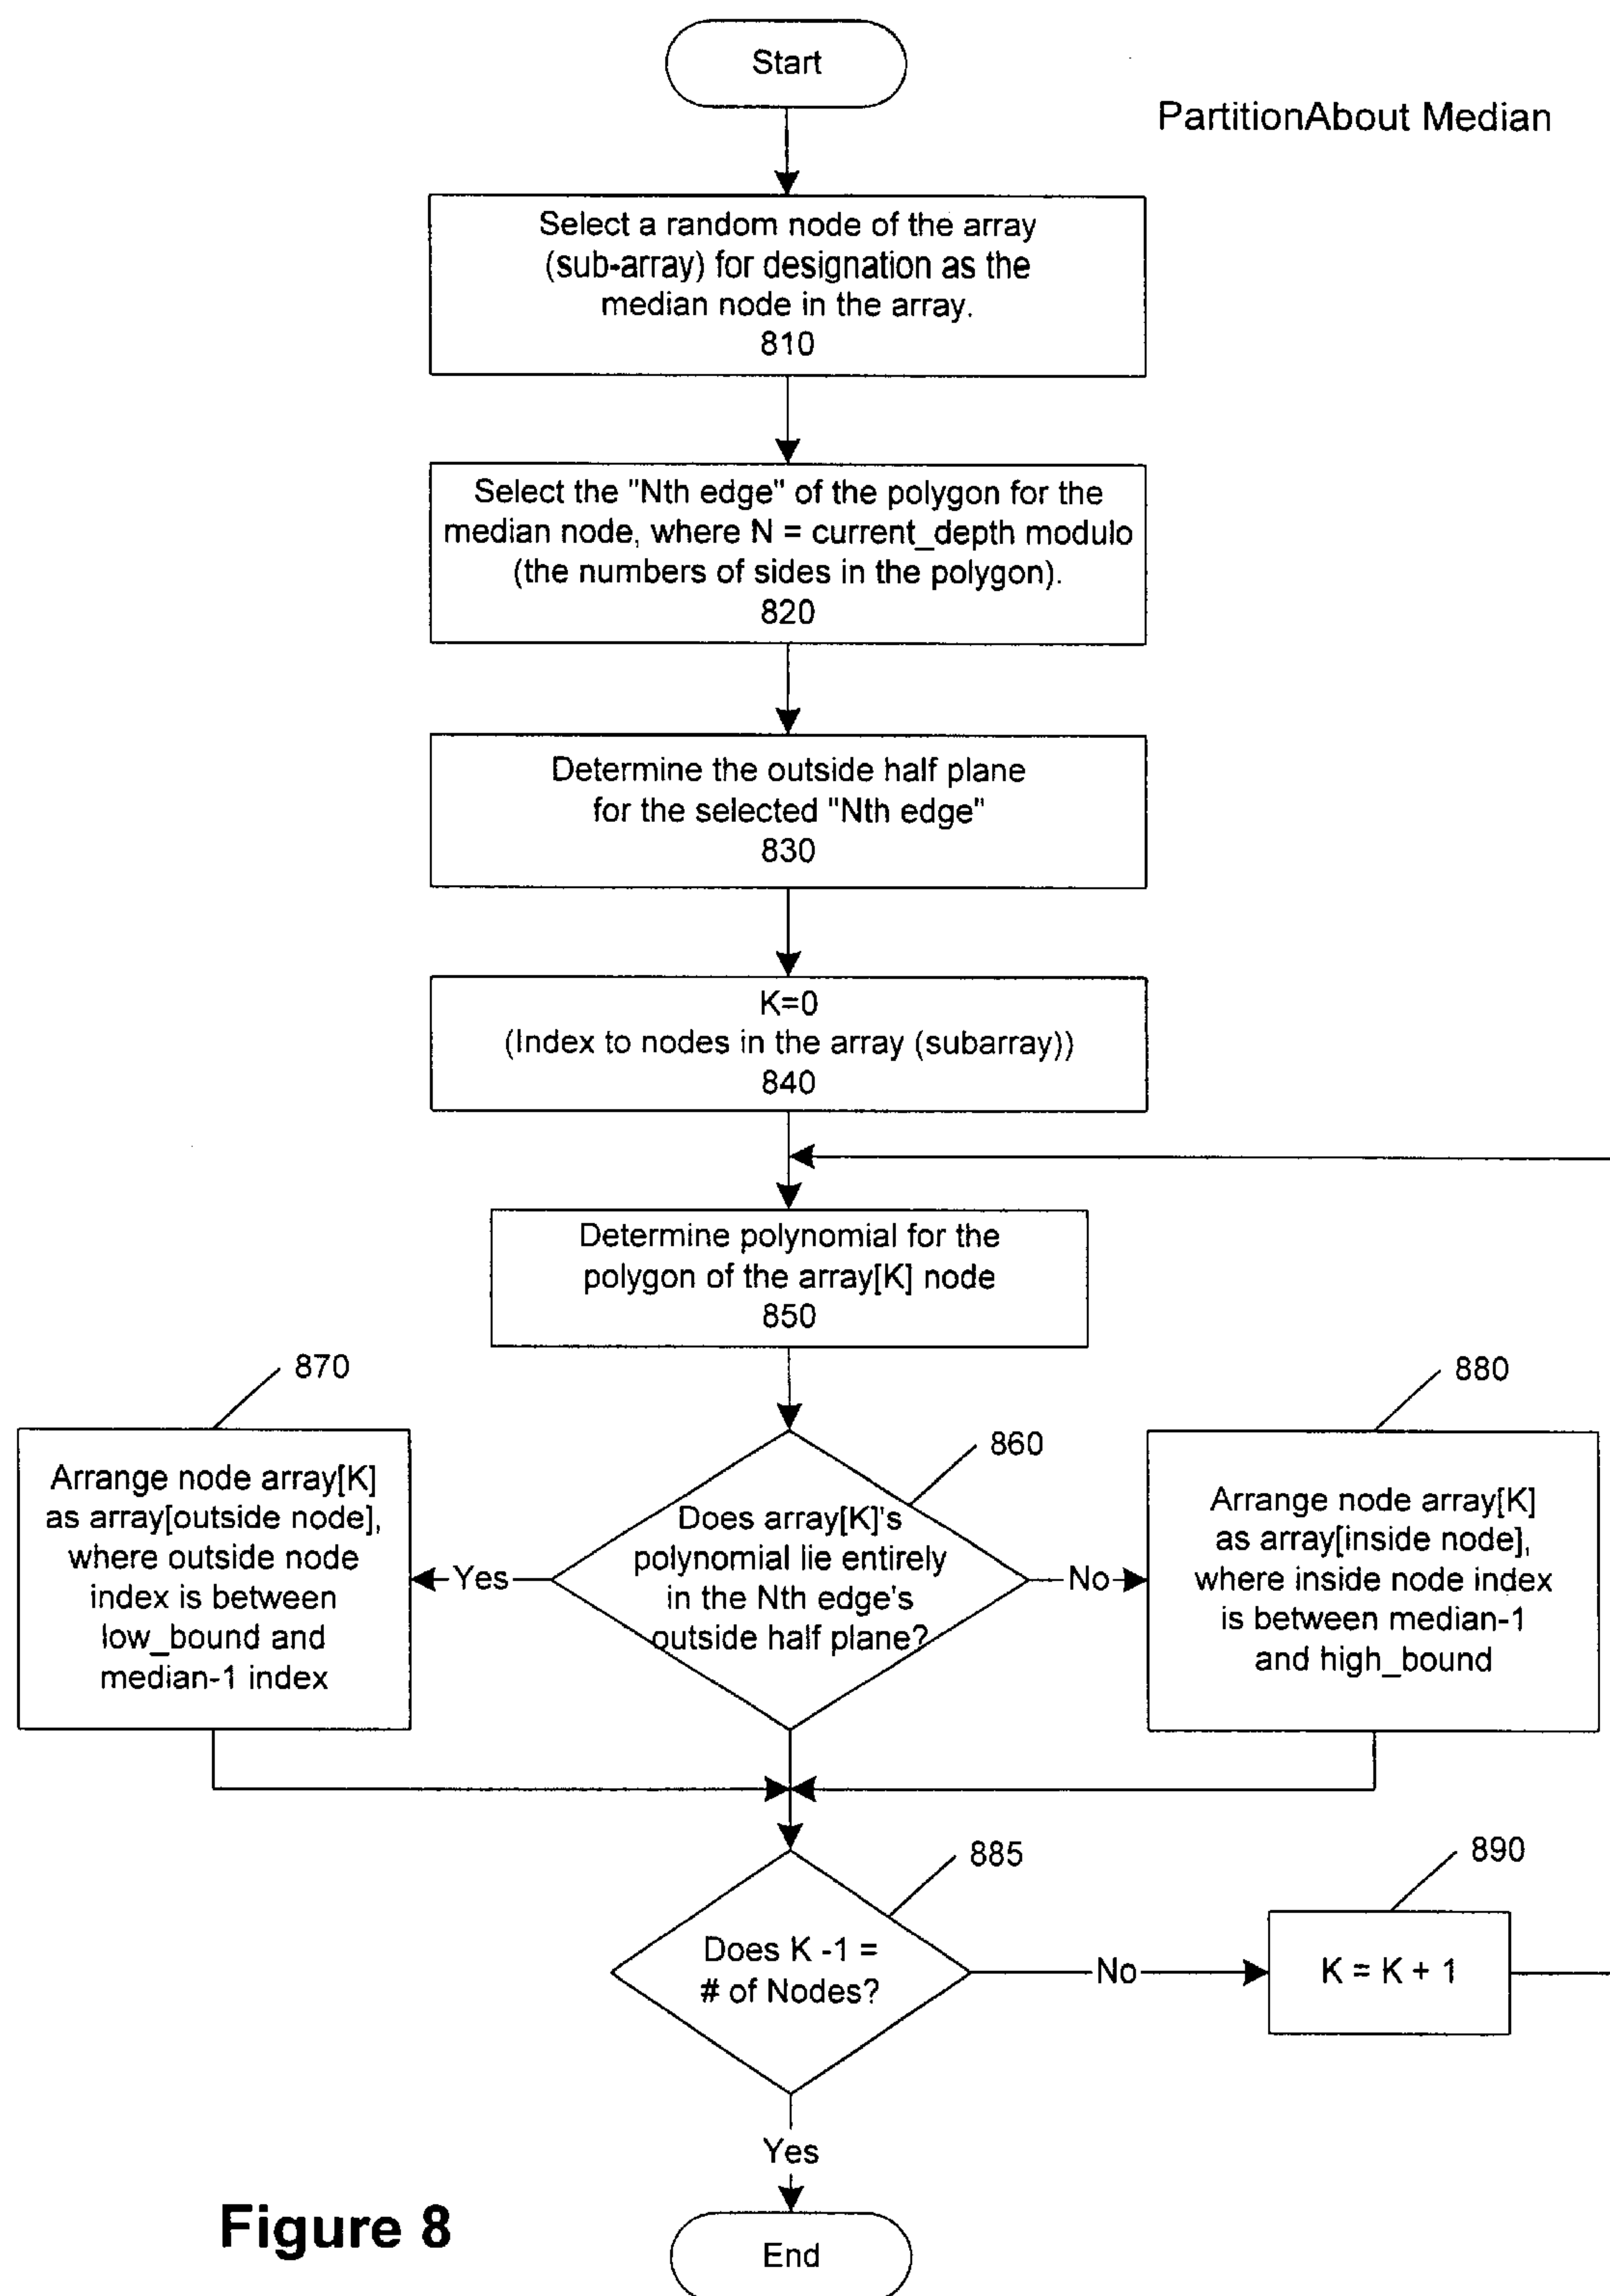 Start
PartitionAbout Median
Select a random node of the array
(sub-array) for designation as the
median node in the array.
810
Select the "Nth edge" of the polygon for the
median node, where N = current_depth modulo
(the numbers of sides in the polygon).
820
Determine the outside half plane
for the selected "Nth edge"
830
K=0
(Index to nodes in the array (subarray))
840
Determine polynomial for the
polygon of the array[K] node
850
870
880
860
Arrange node array[K]
as array[outside node],
where outside node
index is between
low_bound and
median-1 index
Yes
Does array[K]'s
polynomial lie entirely
in the Nth edge's
outside half plane?
No
Arrange node array[K]
as array[inside node],
where inside node index
is between median-1
and high_bound
885
890
Does K -1 =
# of Nodes?
No
K = K + 1
Yes
Figure 8
End